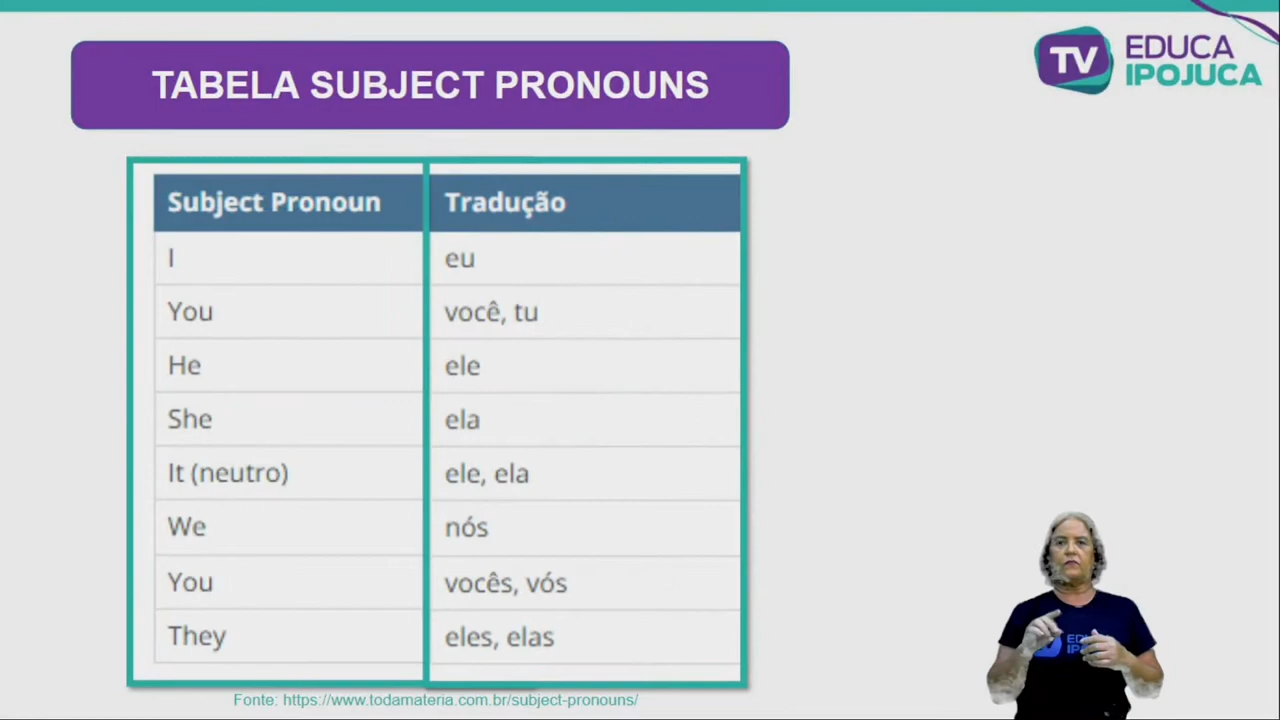 TABELA SUBJECT PRONOUNS
TV EDUCA
IPOJUCA
Subject Pronoun Tradução
I eu
You você, tu
He ele
She ela
It (neutro) ele, ela
We nós
You vocês, vós
They eles, elas
Fonte: https://www.todamateria.com.br/subject-pronouns/